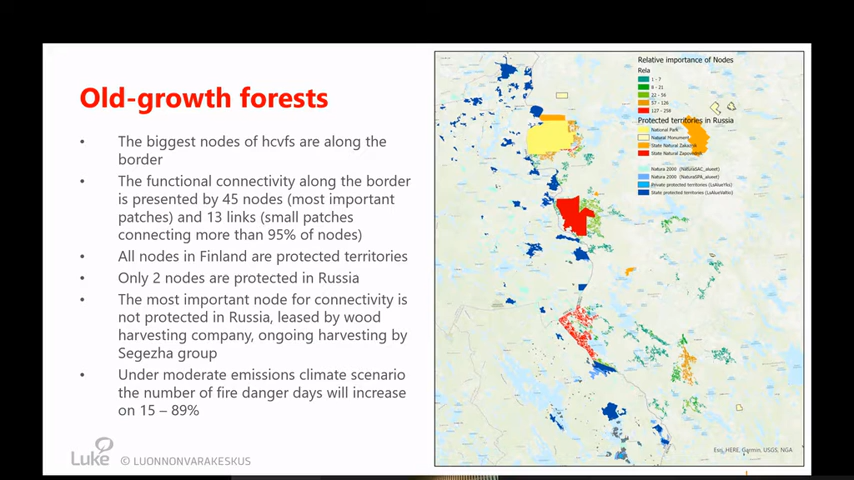 Old-growth forests
• The biggest nodes of hcvfs are along the
border
• The functional connectivity along the border
is presented by 45 nodes (most important
patches) and 13 links (small patches
connecting more than 95% of nodes)
• All nodes in Finland are protected territories
• Only 2 nodes are protected in Russia
• The most important node for connectivity is
not protected in Russia, leased by wood
harvesting company, ongoing harvesting by
Segezha group
• Under moderate emissions climate scenario
the number of fire danger days will increase
on 15 – 89%
Luke © LUONNONVARAKESKUS
Relative importance of Nodes
Rela
1 - 7
8 - 21
22 - 56
57 - 126
127 - 258
Protected territories in Russia
National Park
Natural Monument
State Natural Zakaznik
State Natural Zapovednik
Natura 2000 (NaturaSAC_alueet)
Natura 2000 (NaturaSPA_alueet)
Private protected territories (LsAlueYks)
State protected territories (LsAlueValtio)
Esri, HERE, Garmin, USGS, NGA